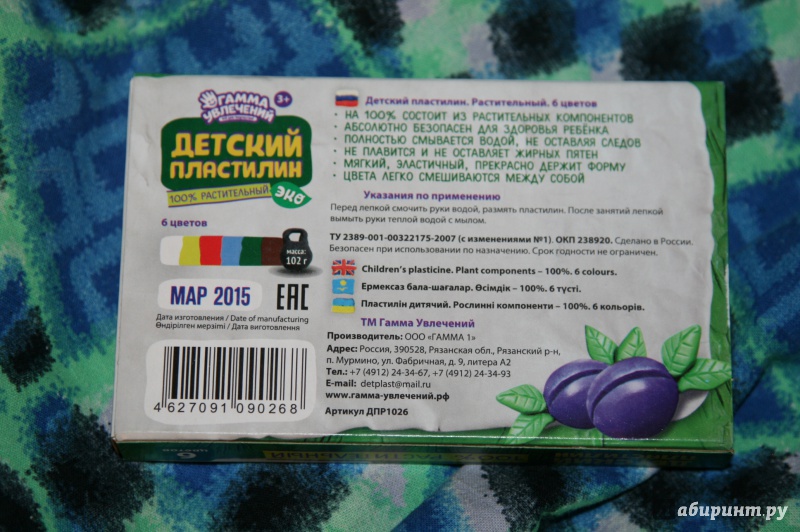 ГАММА
УВЛЕЧЕНИЙ
3+
ДЕТСКИЙ
ПЛАСТИЛИН
100% РАСТИТЕЛЬНЫЙ
ЭКО
6 цветов
масса:
102 г
МАР 2015
ЕАС
Дата изготовления / Date of manufacturing
Өндірілген мерзімі / Дата виготовлення
4 627091 090268
Детский пластилин. Растительный. 6 цветов
• НА 100% СОСТОИТ ИЗ РАСТИТЕЛЬНЫХ КОМПОНЕНТОВ
• АБСОЛЮТНО БЕЗОПАСЕН ДЛЯ ЗДОРОВЬЯ РЕБЁНКА
• ПОЛНОСТЬЮ СМЫВАЕТСЯ ВОДОЙ, НЕ ОСТАВЛЯЯ СЛЕДОВ
• НЕ ПЛАВИТСЯ И НЕ ОСТАВЛЯЕТ ЖИРНЫХ ПЯТЕН
• МЯГКИЙ, ЭЛАСТИЧНЫЙ, ПРЕКРАСНО ДЕРЖИТ ФОРМУ
• ЦВЕТА ЛЕГКО СМЕШИВАЮТСЯ МЕЖДУ СОБОЙ
Указания по применению
Перед лепкой смочить руки водой, размять пластилин. После занятий лепкой
вымыть руки теплой водой с мылом.
ТУ 2389-001-00322175-2007 (с изменениями №1). ОКП 238920. Сделано в России.
Безопасен при использовании по назначению. Срок годности не ограничен.
Children's plasticine. Plant components – 100%. 6 colours.
Ермексаз бала-шағалар. Өсімдік – 100%. 6 түсті.
Пластилін дитячий. Рослинні компоненти – 100%. 6 кольорів.
ТМ Гамма Увлечений
Производитель: ООО «ГАММА 1»
Адрес: Россия, 390528, Рязанская обл., Рязанский р-н,
п. Мурмино, ул. Фабричная, д. 9, литера А2
Тел.: +7 (4912) 24-34-67, +7 (4912) 24-34-93
E-mail: detplast@mail.ru
www.гамма-увлечений.рф
Артикул ДПР1026
абиринт.ру